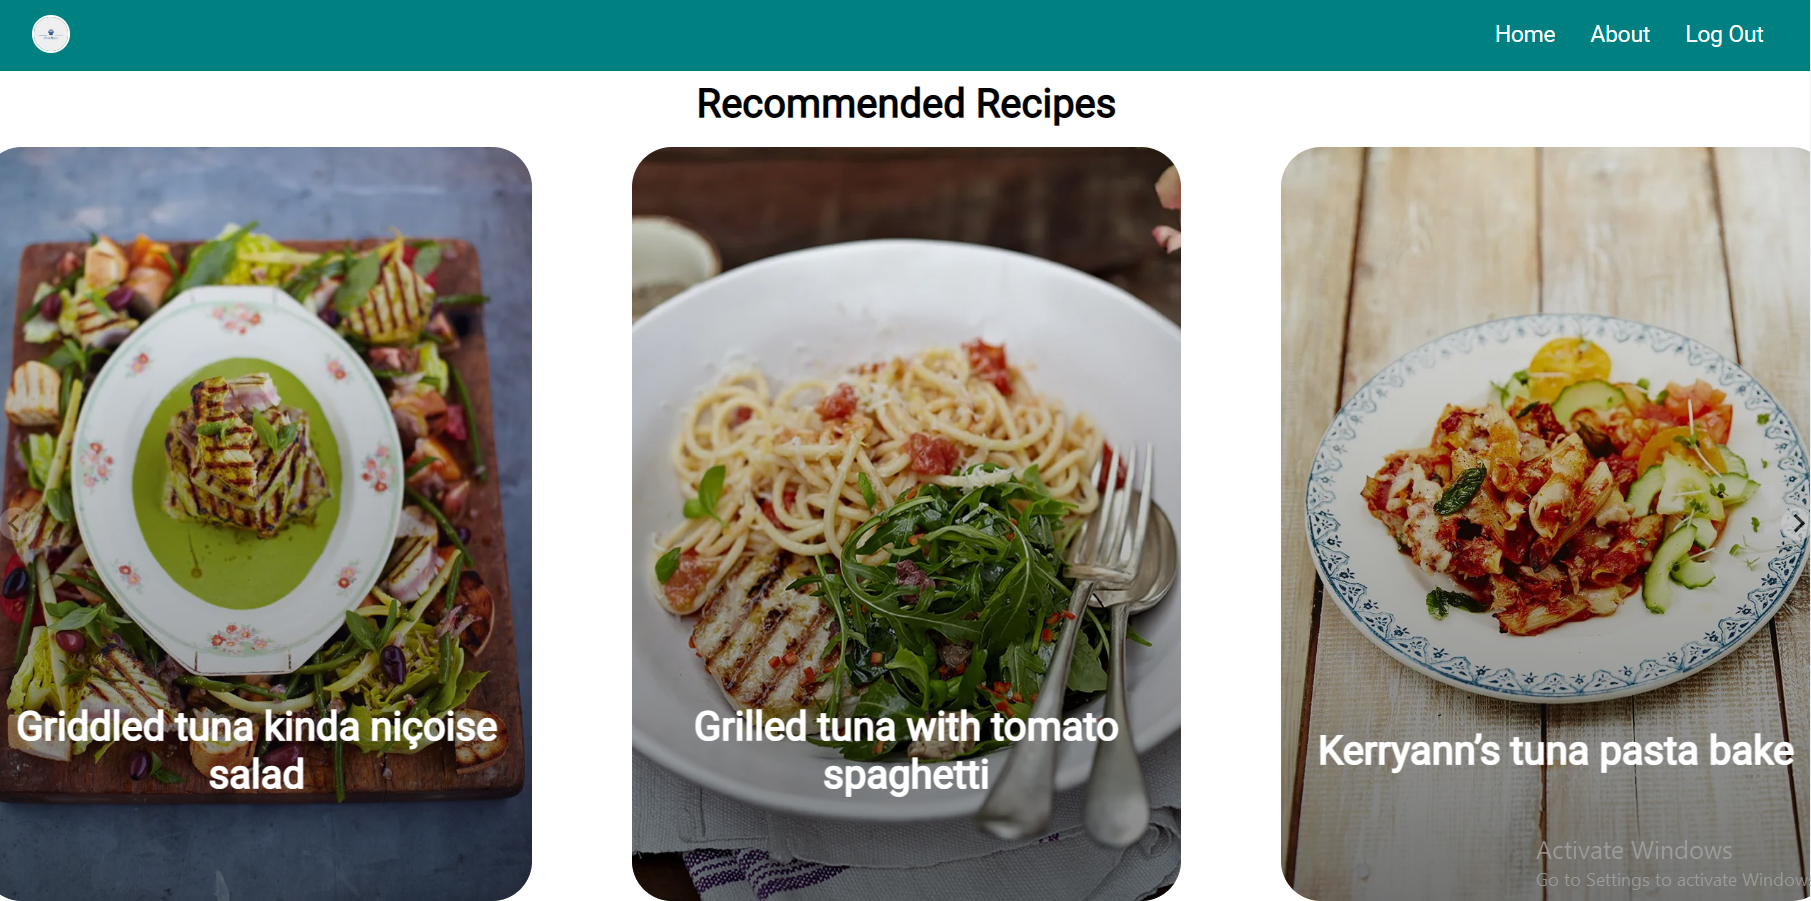 Home About Log Out
Recommended Recipes
Griddled tuna kinda niçoise
salad
Grilled tuna with tomato
spaghetti
Kerryann’s tuna pasta bake
Activate Windows
Go to Settings to activate Window